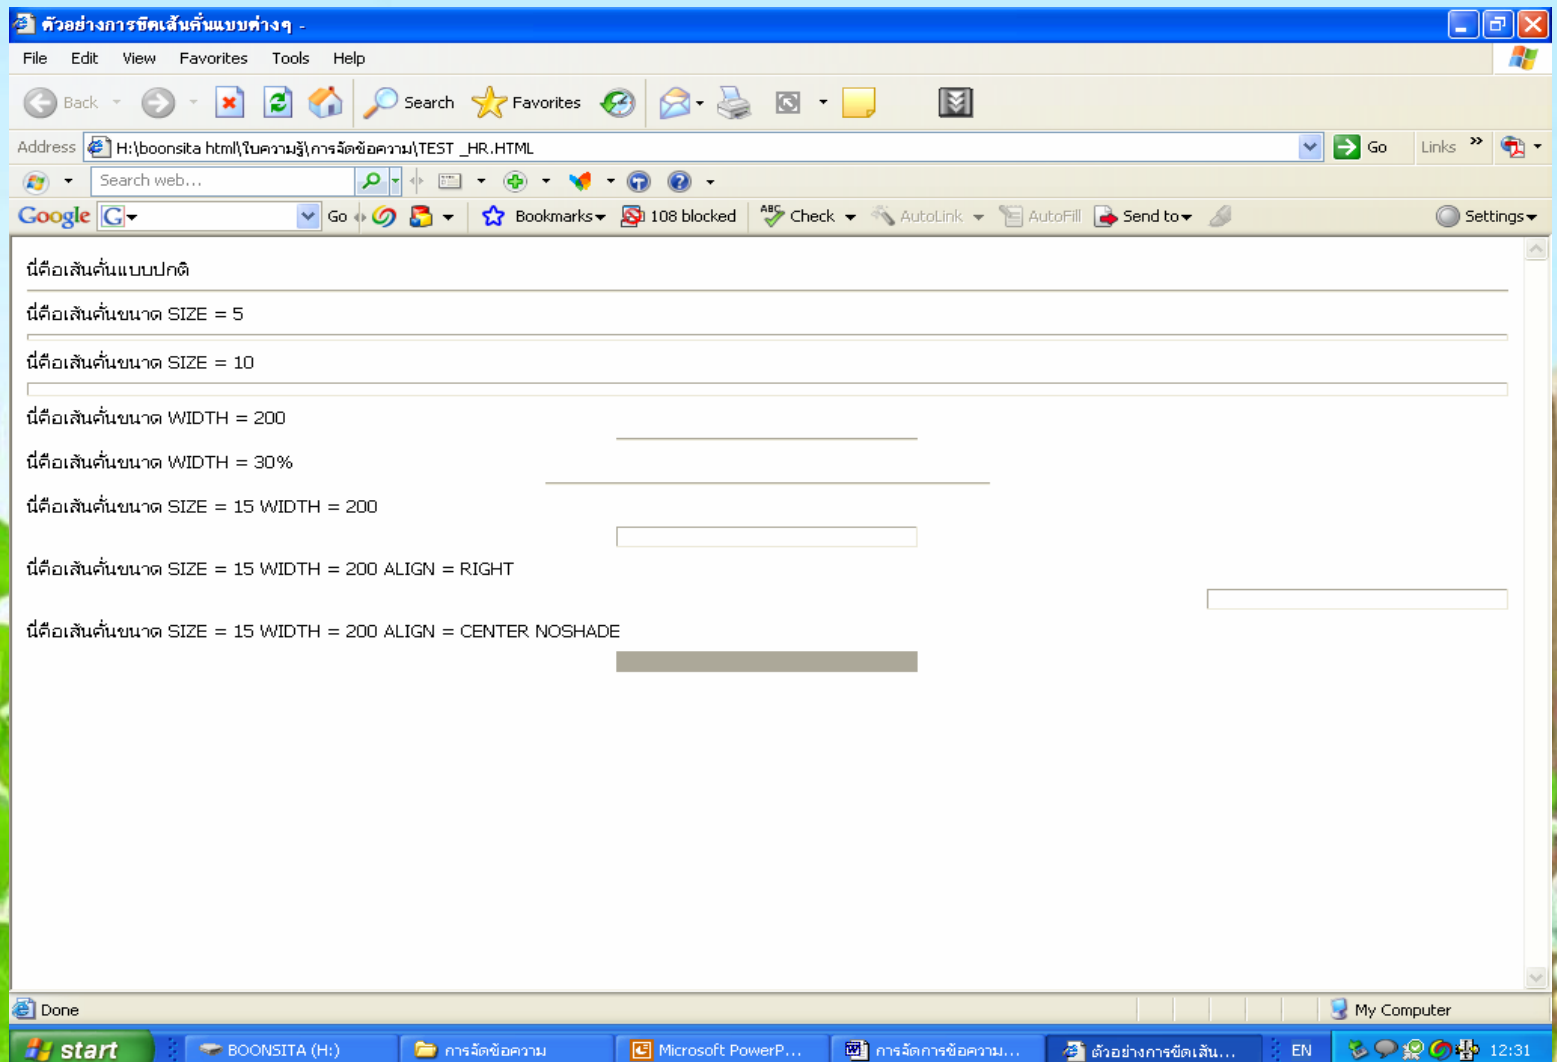 ตัวอย่างการขีดเส้นคั่นแบบต่างๆ -
File Edit View Favorites Tools Help
Back Search Favorites
Address H:\boonsita html\ใบความรู้\การจัดข้อความ\TEST _HR.HTML Go Links »
Search web...
Google G Go Bookmarks 108 blocked ABC Check AutoLink AutoFill Send to Settings
นี่คือเส้นคั่นแบบปกติ
นี่คือเส้นคั่นขนาด SIZE = 5
นี่คือเส้นคั่นขนาด SIZE = 10
นี่คือเส้นคั่นขนาด WIDTH = 200
นี่คือเส้นคั่นขนาด WIDTH = 30%
นี่คือเส้นคั่นขนาด SIZE = 15 WIDTH = 200
นี่คือเส้นคั่นขนาด SIZE = 15 WIDTH = 200 ALIGN = RIGHT
นี่คือเส้นคั่นขนาด SIZE = 15 WIDTH = 200 ALIGN = CENTER NOSHADE
Done My Computer
start BOONSITA (H:) การจัดข้อความ Microsoft PowerP... การจัดการข้อความ... ตัวอย่างการขีดเส้น... EN 12:31